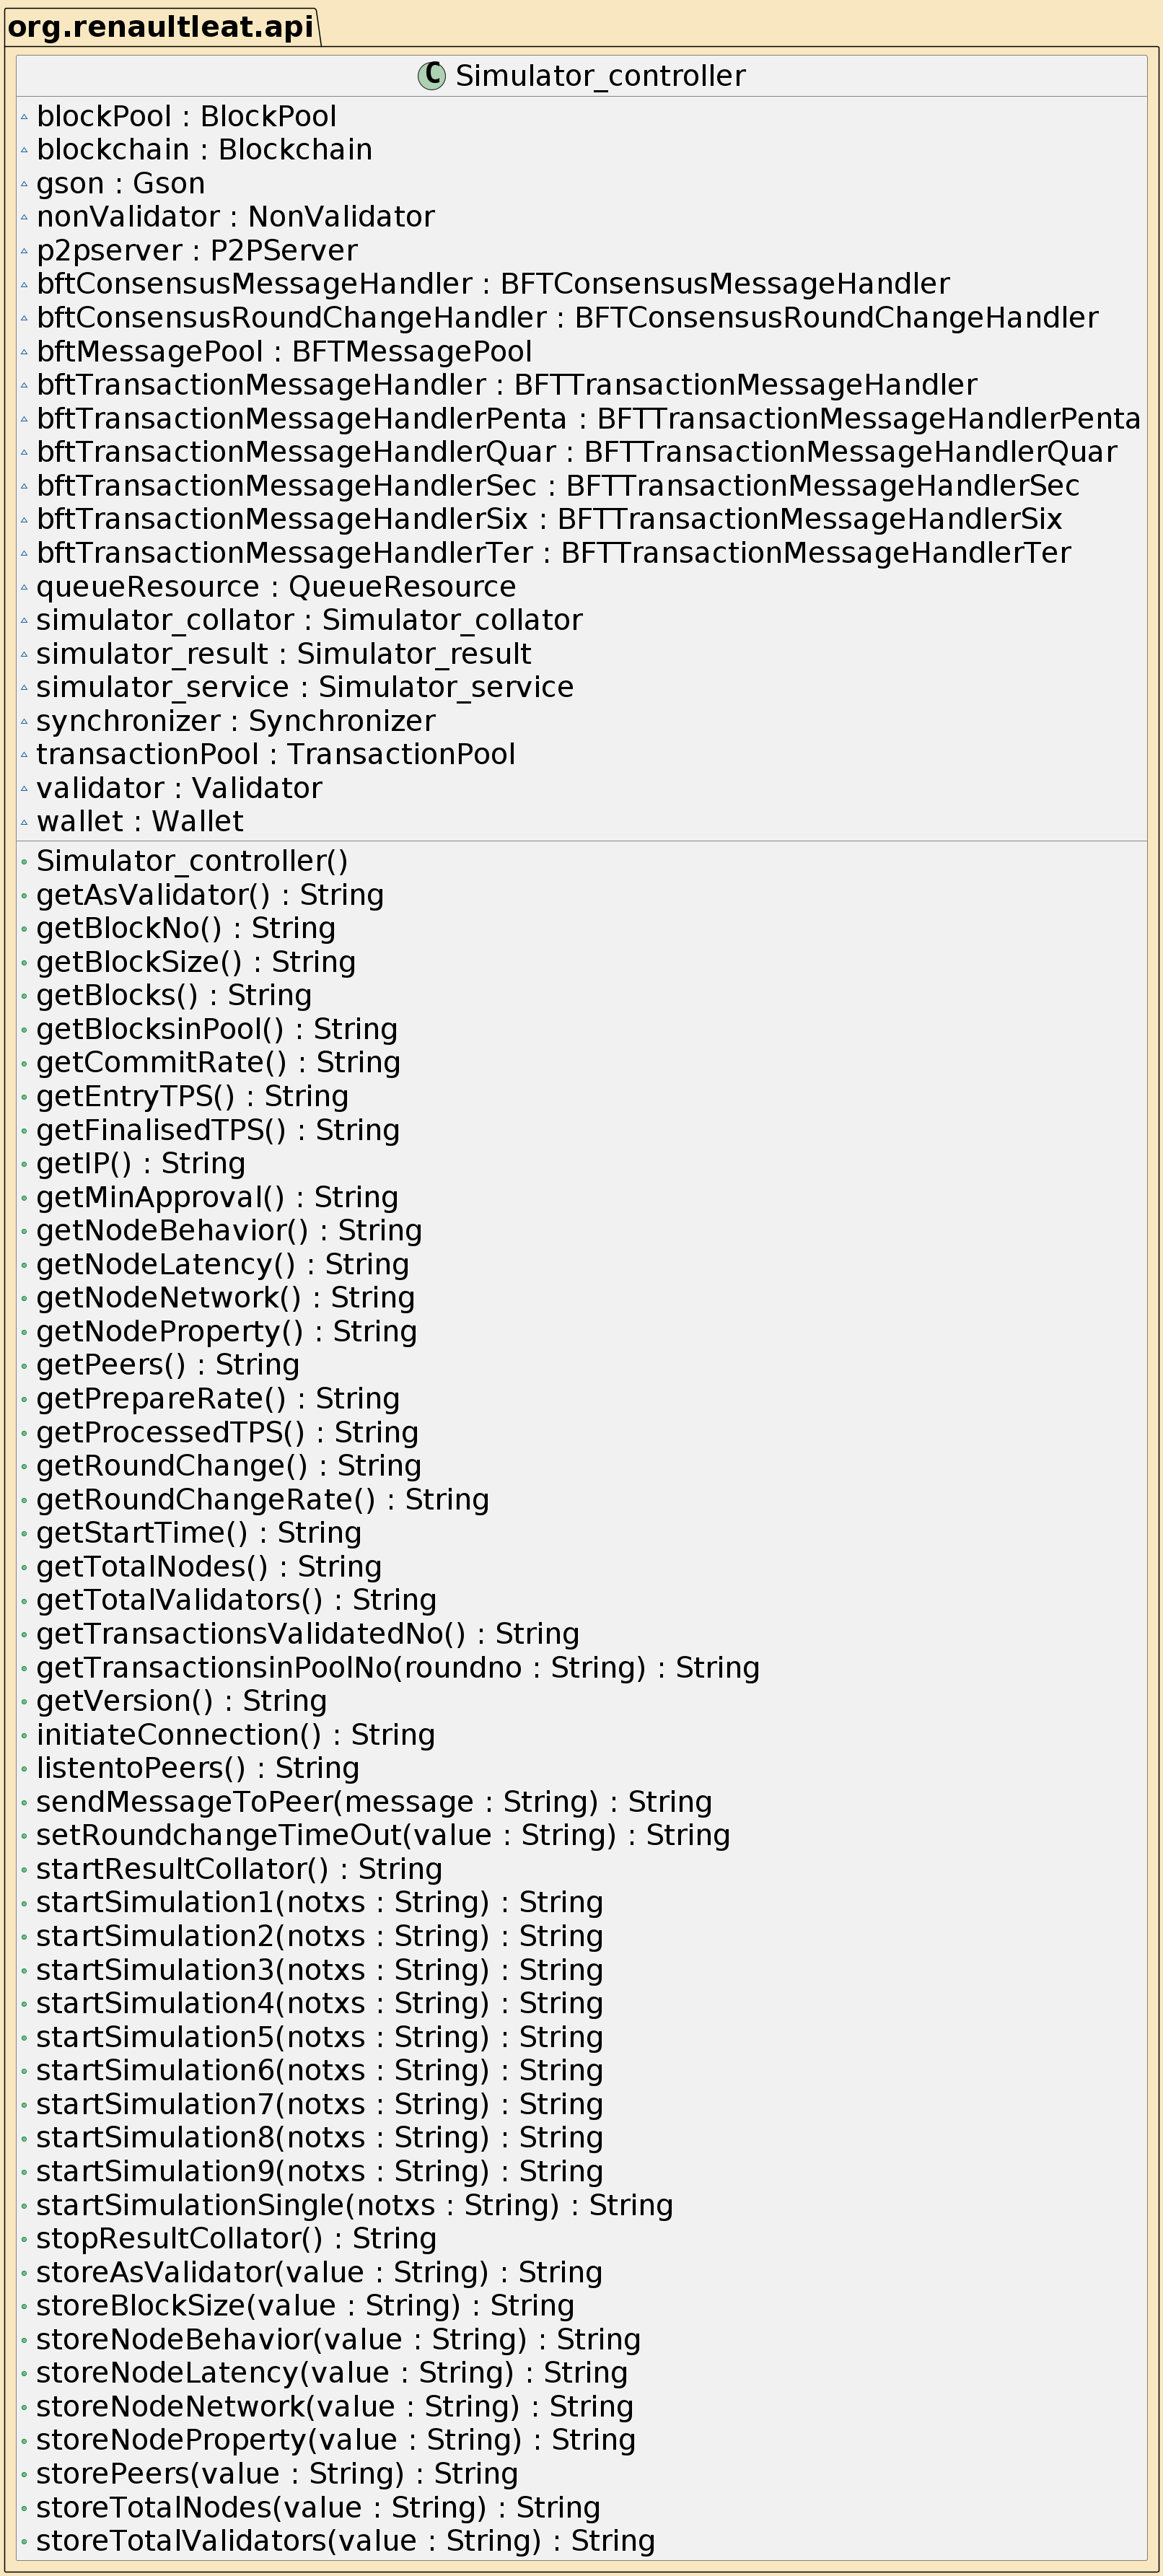 org.renaultleat.api
C Simulator_controller
blockPool : BlockPool
blockchain : Blockchain
gson : Gson
nonValidator : NonValidator
p2pserver : P2PServer
bftConsensusMessageHandler : BFTConsensusMessageHandler
bftConsensusRoundChangeHandler : BFTConsensusRoundChangeHandler
bftMessagePool : BFTMessagePool
bftTransactionMessageHandler : BFTTransactionMessageHandler
bftTransactionMessageHandlerPenta : BFTTransactionMessageHandlerPenta
bftTransactionMessageHandlerQuar : BFTTransactionMessageHandlerQuar
bftTransactionMessageHandlerSec : BFTTransactionMessageHandlerSec
bftTransactionMessageHandlerSix : BFTTransactionMessageHandlerSix
bftTransactionMessageHandlerTer : BFTTransactionMessageHandlerTer
queueResource : QueueResource
simulator_collator : Simulator_collator
simulator_result : Simulator_result
simulator_service : Simulator_service
synchronizer : Synchronizer
transactionPool : TransactionPool
validator : Validator
wallet : Wallet
Simulator_controller()
getAsValidator() : String
getBlockNo() : String
getBlockSize() : String
getBlocks() : String
getBlocksinPool() : String
getCommitRate() : String
getEntryTPS() : String
getFinalisedTPS() : String
getIP() : String
getMinApproval() : String
getNodeBehavior() : String
getNodeLatency() : String
getNodeNetwork() : String
getNodeProperty() : String
getPeers() : String
getPrepareRate() : String
getProcessedTPS() : String
getRoundChange() : String
getRoundChangeRate() : String
getStartTime() : String
getTotalNodes() : String
getTotalValidators() : String
getTransactionsValidatedNo() : String
getTransactionsinPoolNo(roundno : String) : String
getVersion() : String
initiateConnection() : String
listentoPeers() : String
sendMessageToPeer(message : String) : String
setRoundchangeTimeOut(value : String) : String
startResultCollator() : String
startSimulation1(notxs : String) : String
startSimulation2(notxs : String) : String
startSimulation3(notxs : String) : String
startSimulation4(notxs : String) : String
startSimulation5(notxs : String) : String
startSimulation6(notxs : String) : String
startSimulation7(notxs : String) : String
startSimulation8(notxs : String) : String
startSimulation9(notxs : String) : String
startSimulationSingle(notxs : String) : String
stopResultCollator() : String
storeAsValidator(value : String) : String
storeBlockSize(value : String) : String
storeNodeBehavior(value : String) : String
storeNodeLatency(value : String) : String
storeNodeNetwork(value : String) : String
storeNodeProperty(value : String) : String
storePeers(value : String) : String
storeTotalNodes(value : String) : String
storeTotalValidators(value : String) : String